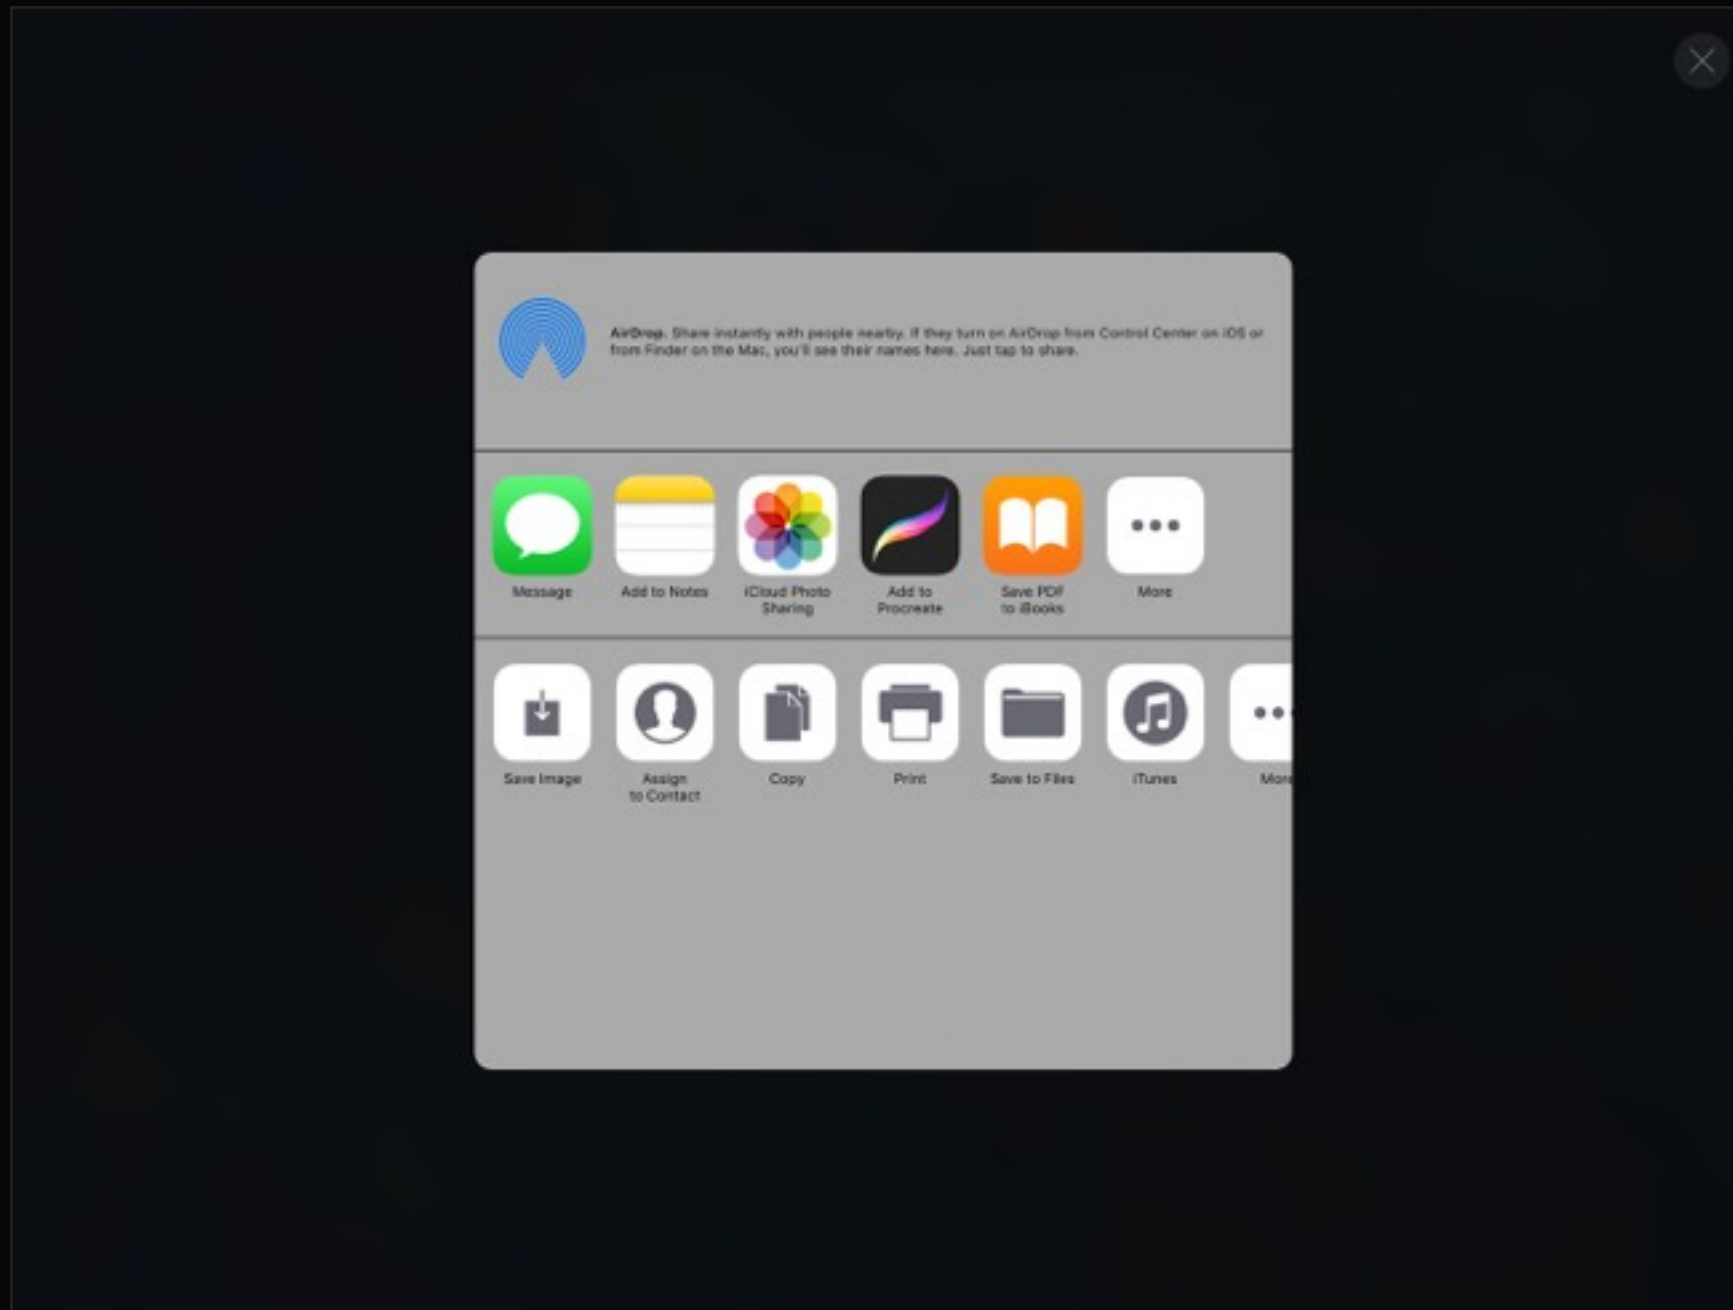 AirDrop. Share instantly with people nearby. If they turn on AirDrop from Control Center on iOS or
from Finder on the Mac, you'll see their names here. Just tap to share.
Message
Add to Notes
iCloud Photo
Sharing
Add to
Procreate
Save PDF
to iBooks
More
Save Image
Assign
to Contact
Copy
Print
Save to Files
iTunes
More